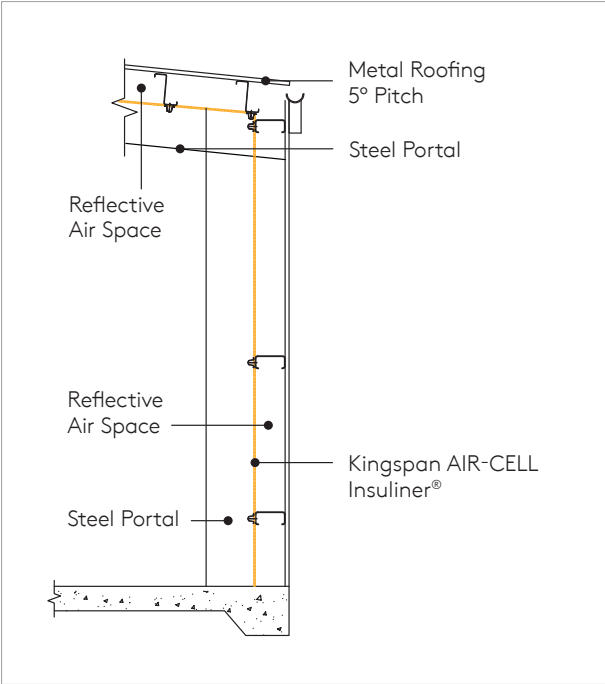 Metal Roofing
5° Pitch
Steel Portal
Reflective
Air Space
Reflective
Air Space
Kingspan AIR-CELL
Insuliner®
Steel Portal